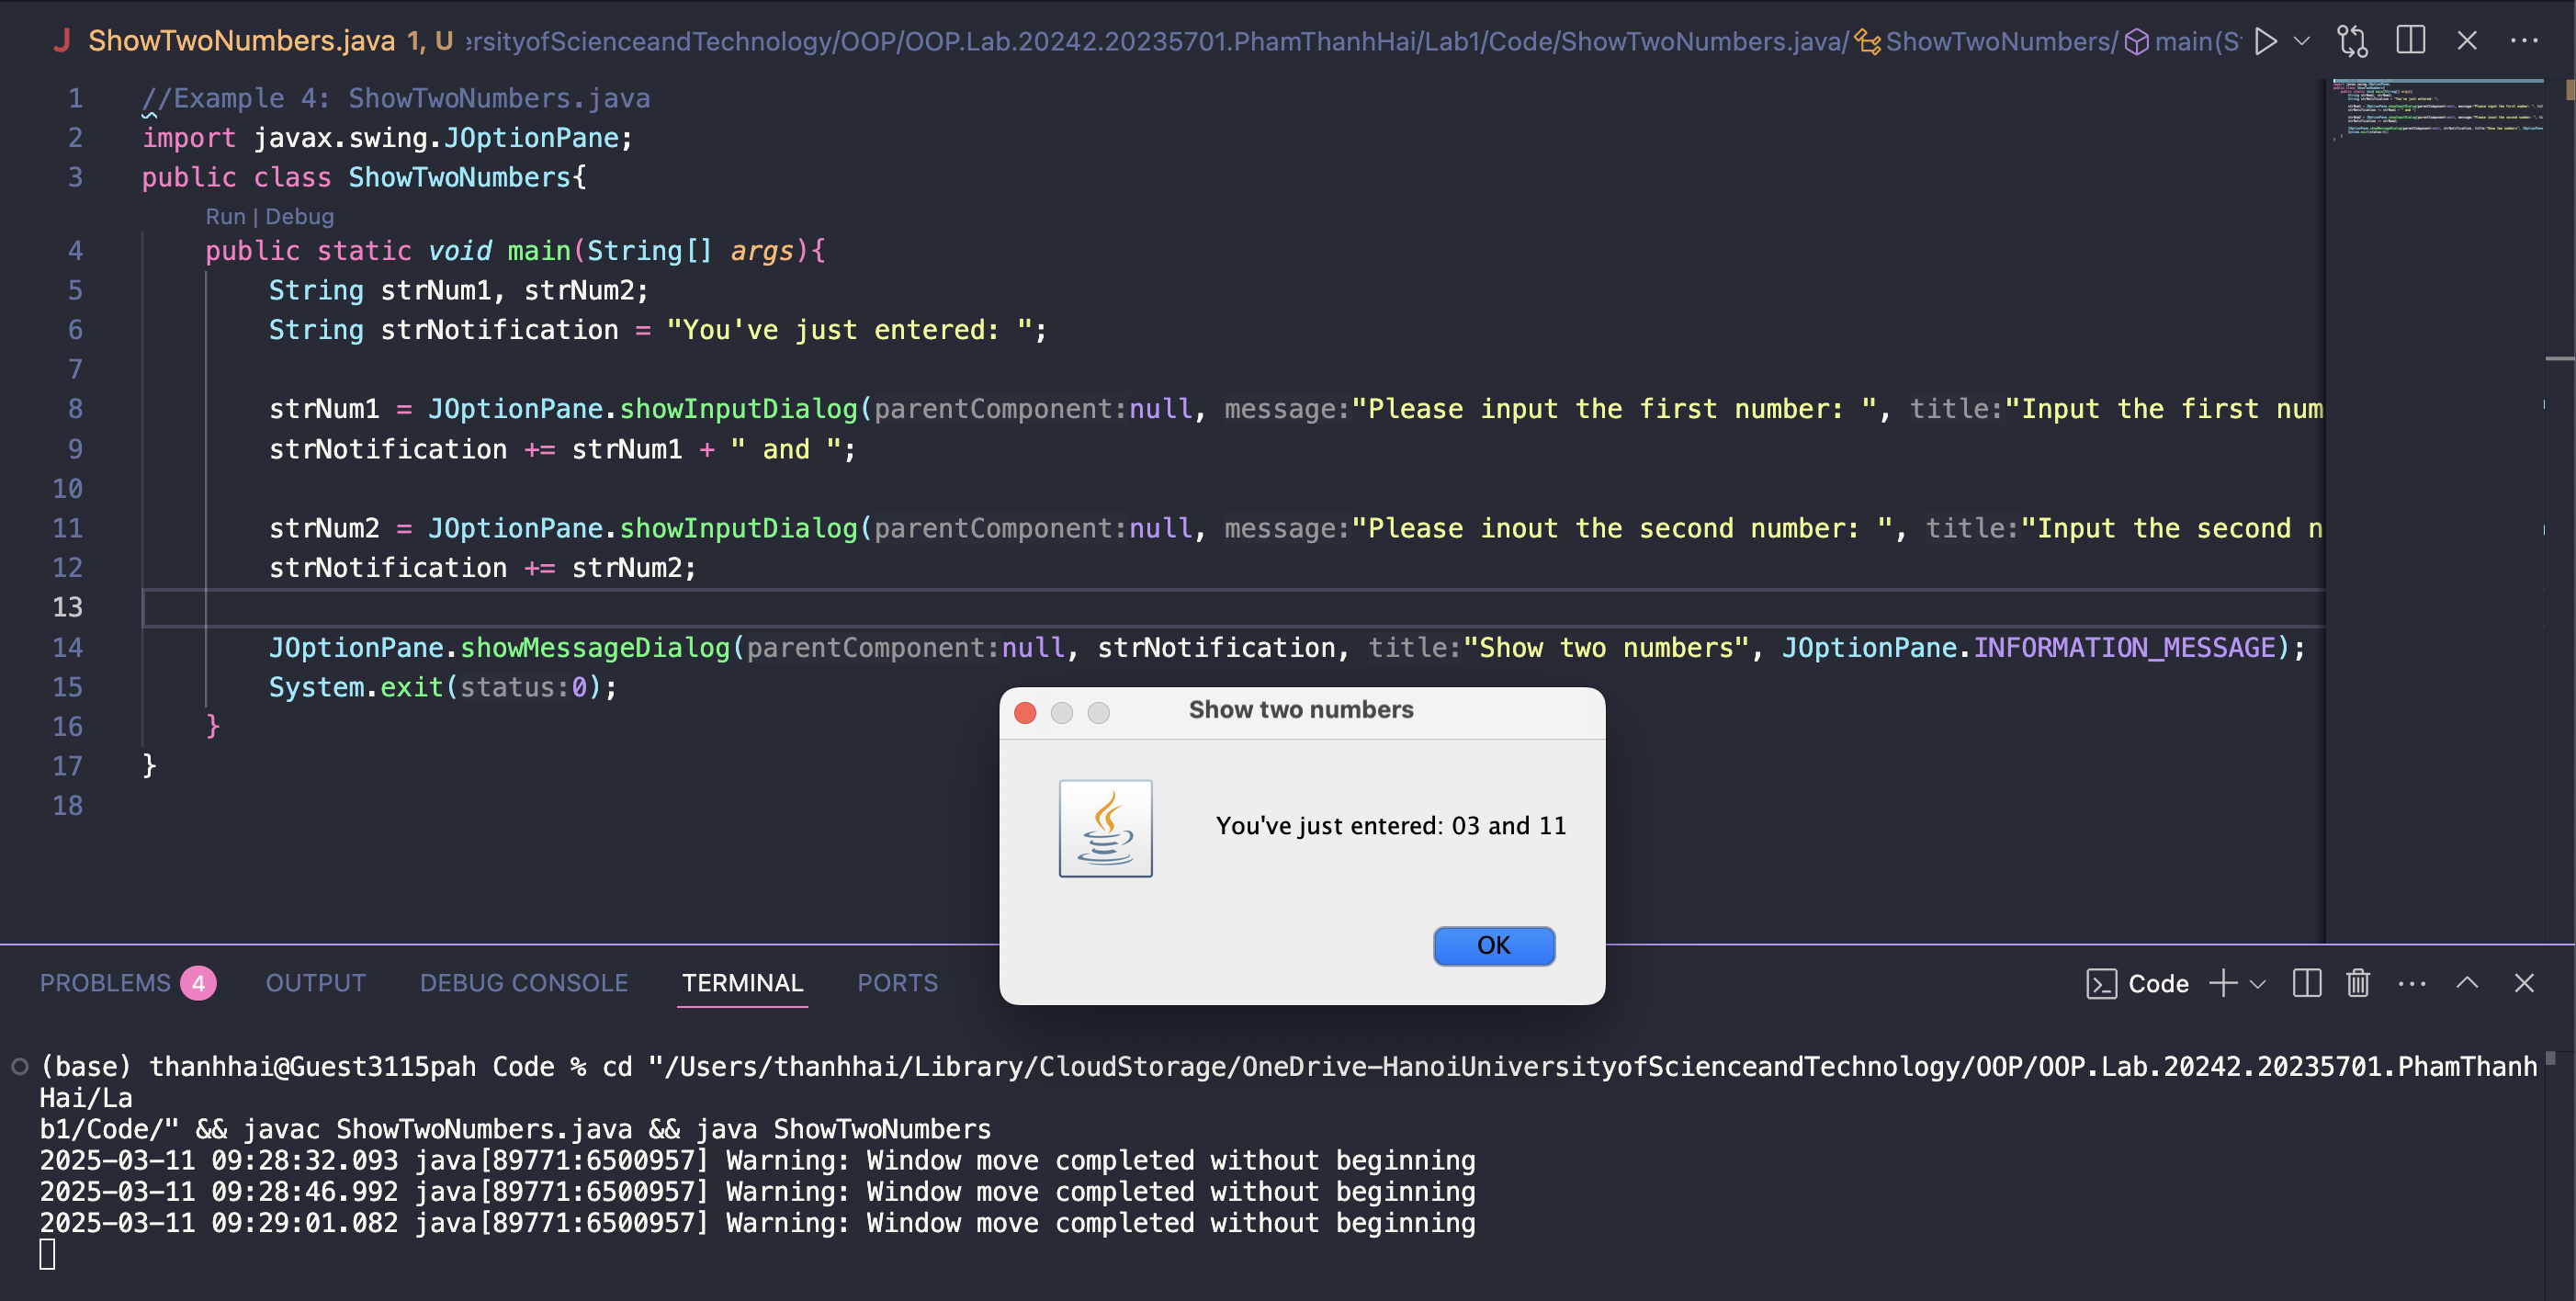 ShowTwoNumbers.java 1, U ersityofScienceandTechnology/OOP/OOP.Lab.20242.20235701.PhamThanhHai/Lab1/Code/ShowTwoNumbers.java/ ShowTwoNumbers/ main(S
1 //Example 4: ShowTwoNumbers.java
2 import javax.swing.JOptionPane;
3 public class ShowTwoNumbers{
Run | Debug
4 public static void main(String[] args){
5 String strNum1, strNum2;
6 String strNotification = "You've just entered: ";
7
8 strNum1 = JOptionPane.showInputDialog(parentComponent:null, message:"Please input the first number: ", title:"Input the first num
9 strNotification += strNum1 + " and ";
10
11 strNum2 = JOptionPane.showInputDialog(parentComponent:null, message:"Please inout the second number: ", title:"Input the second n
12 strNotification += strNum2;
13
14 JOptionPane.showMessageDialog(parentComponent:null, strNotification, title:"Show two numbers", JOptionPane.INFORMATION_MESSAGE);
15 System.exit(status:0);
16 }
17 }
18
Show two numbers
You've just entered: 03 and 11
OK
PROBLEMS 4 OUTPUT DEBUG CONSOLE TERMINAL PORTS Code
(base) thanhhai@Guest3115pah Code % cd "/Users/thanhhai/Library/CloudStorage/OneDrive-HanoiUniversityofScienceandTechnology/OOP/OOP.Lab.20242.20235701.PhamThanh
Hai/La
b1/Code/" && javac ShowTwoNumbers.java && java ShowTwoNumbers
2025-03-11 09:28:32.093 java[89771:6500957] Warning: Window move completed without beginning
2025-03-11 09:28:46.992 java[89771:6500957] Warning: Window move completed without beginning
2025-03-11 09:29:01.082 java[89771:6500957] Warning: Window move completed without beginning